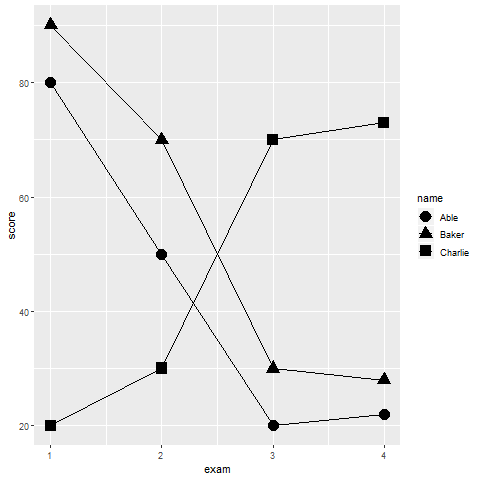 80
60
40
20
score
1 2 3 4
exam
name
Able
Baker
Charlie